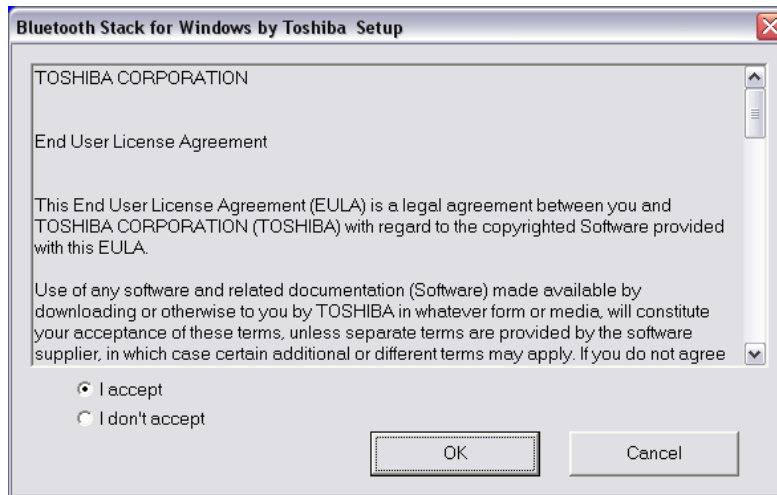 Bluetooth Stack for Windows by Toshiba Setup
TOSHIBA CORPORATION
End User License Agreement
This End User License Agreement (EULA) is a legal agreement between you and
TOSHIBA CORPORATION (TOSHIBA) with regard to the copyrighted Software provided
with this EULA.
Use of any software and related documentation (Software) made available by
downloading or otherwise to you by TOSHIBA in whatever form or media, will constitute
your acceptance of these terms, unless separate terms are provided by the software
supplier, in which case certain additional or different terms may apply. If you do not agree
I accept
I don't accept
OK
Cancel